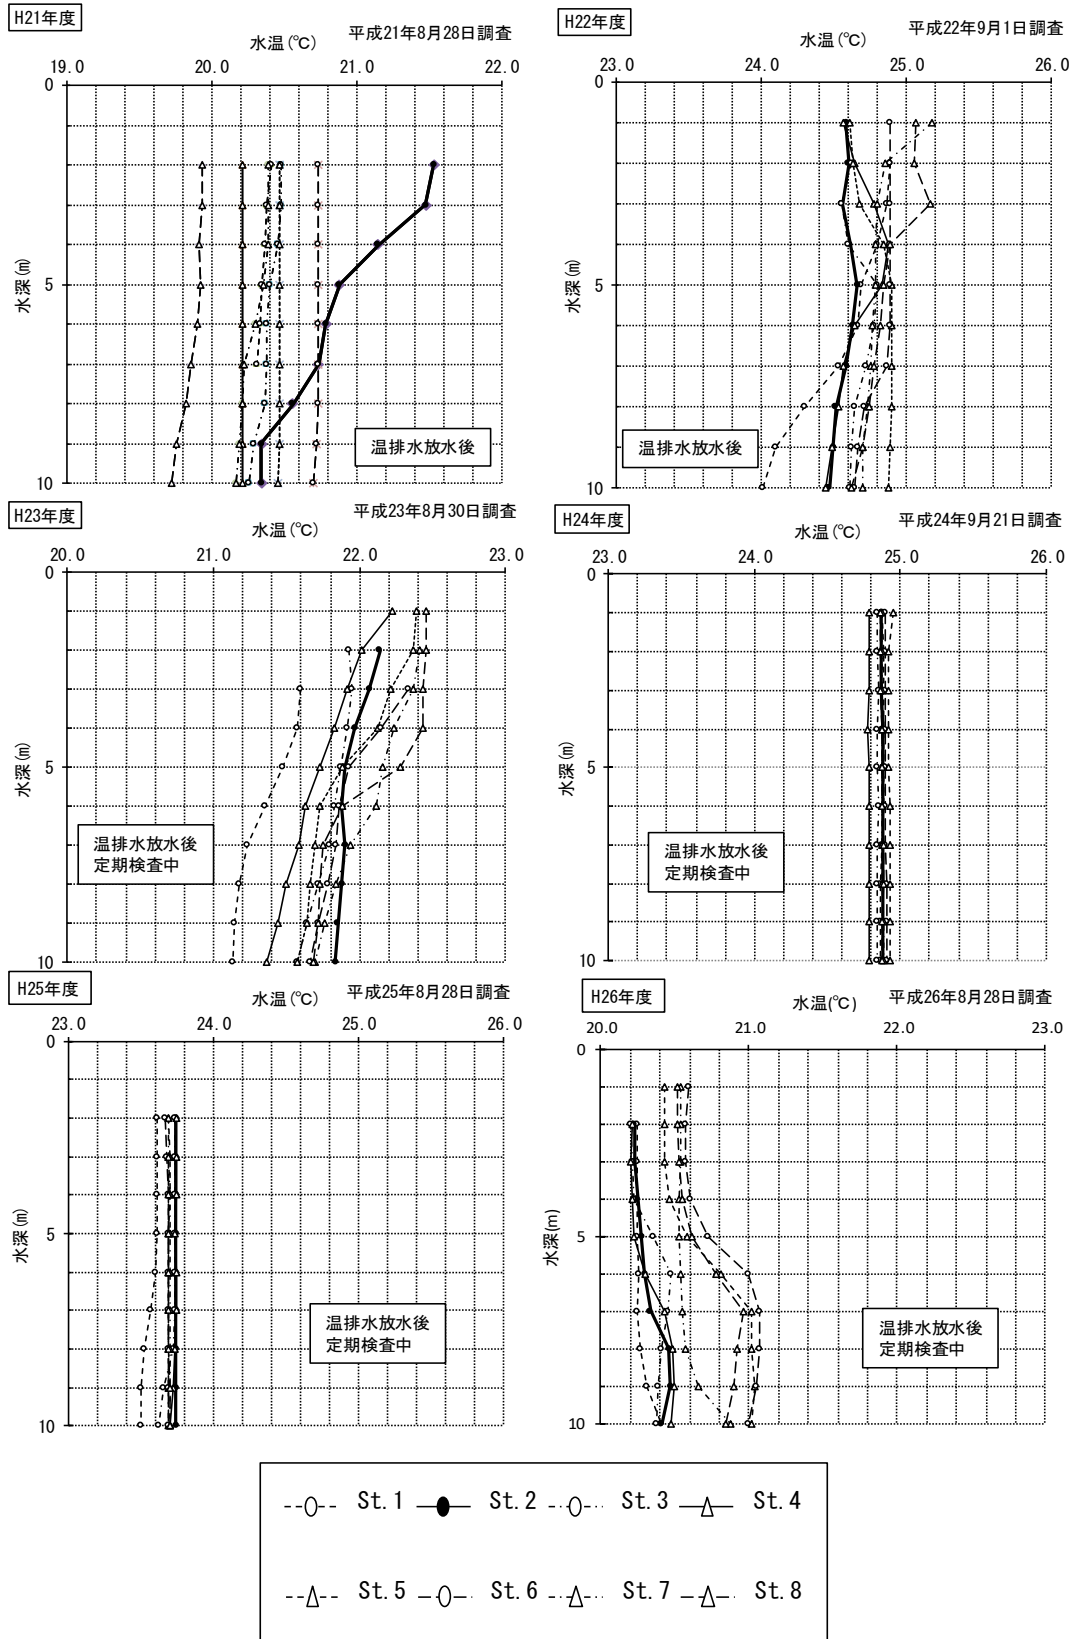 H21年度
平成21年8月28日調査
水温(℃)
19.0 20.0 21.0 22.0
0
5
10
水深(m)
温排水放水後
H22年度
平成22年9月1日調査
水温(℃)
23.0 24.0 25.0 26.0
0
5
10
水深(m)
温排水放水後
H23年度
平成23年8月30日調査
水温(℃)
20.0 21.0 22.0 23.0
0
5
10
水深(m)
温排水放水後
定期検査中
H24年度
平成24年9月21日調査
水温(℃)
23.0 24.0 25.0 26.0
0
5
10
水深(m)
温排水放水後
定期検査中
H25年度
平成25年8月28日調査
水温(℃)
23.0 24.0 25.0 26.0
0
5
10
水深(m)
温排水放水後
定期検査中
H26年度
平成26年8月28日調査
水温(℃)
20.0 21.0 22.0 23.0
0
5
10
水深(m)
温排水放水後
定期検査中
St.1 St.2 St.3 St.4
St.5 St.6 St.7 St.8